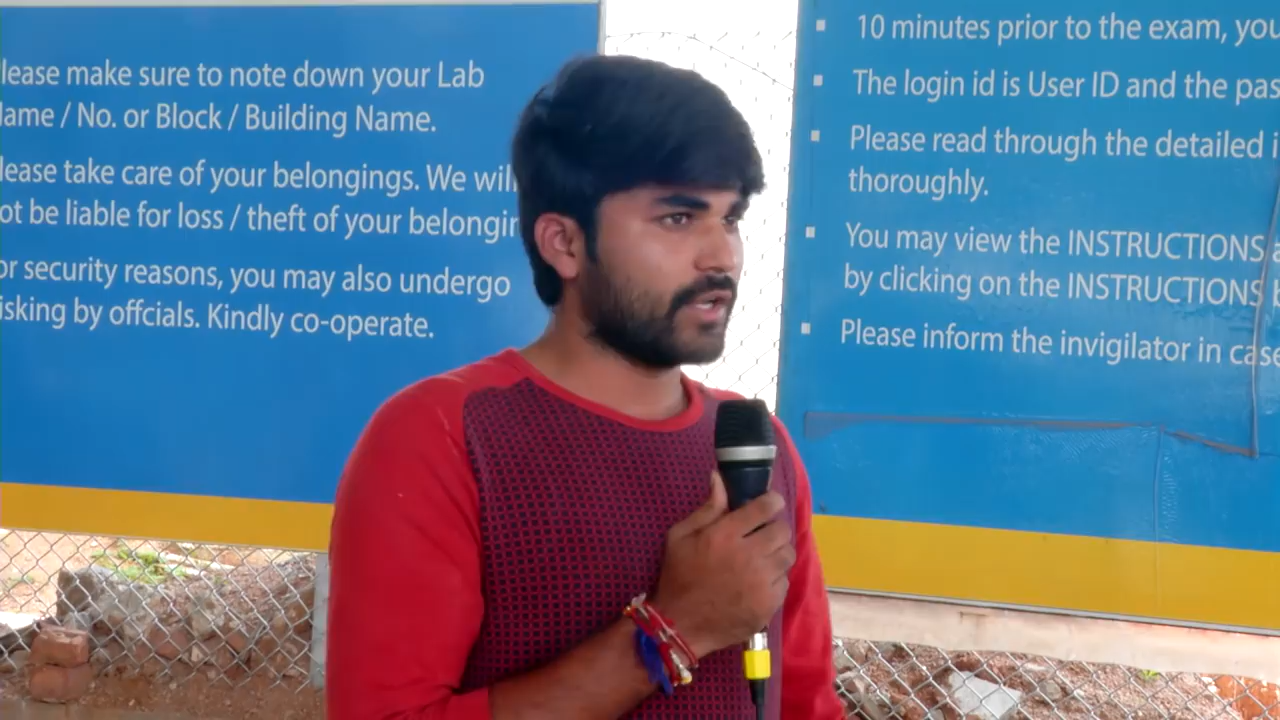 lease make sure to note down your Lab
ame / No. or Block / Building Name.
lease take care of your belongings. We will
ot be liable for loss / theft of your belongin
or security reasons, you may also undergo
isking by offcials. Kindly co-operate.
10 minutes prior to the exam, you
The login id is User ID and the pas
Please read through the detailed i
thoroughly.
You may view the INSTRUCTIONS a
by clicking on the INSTRUCTIONS
Please inform the invigilator in case